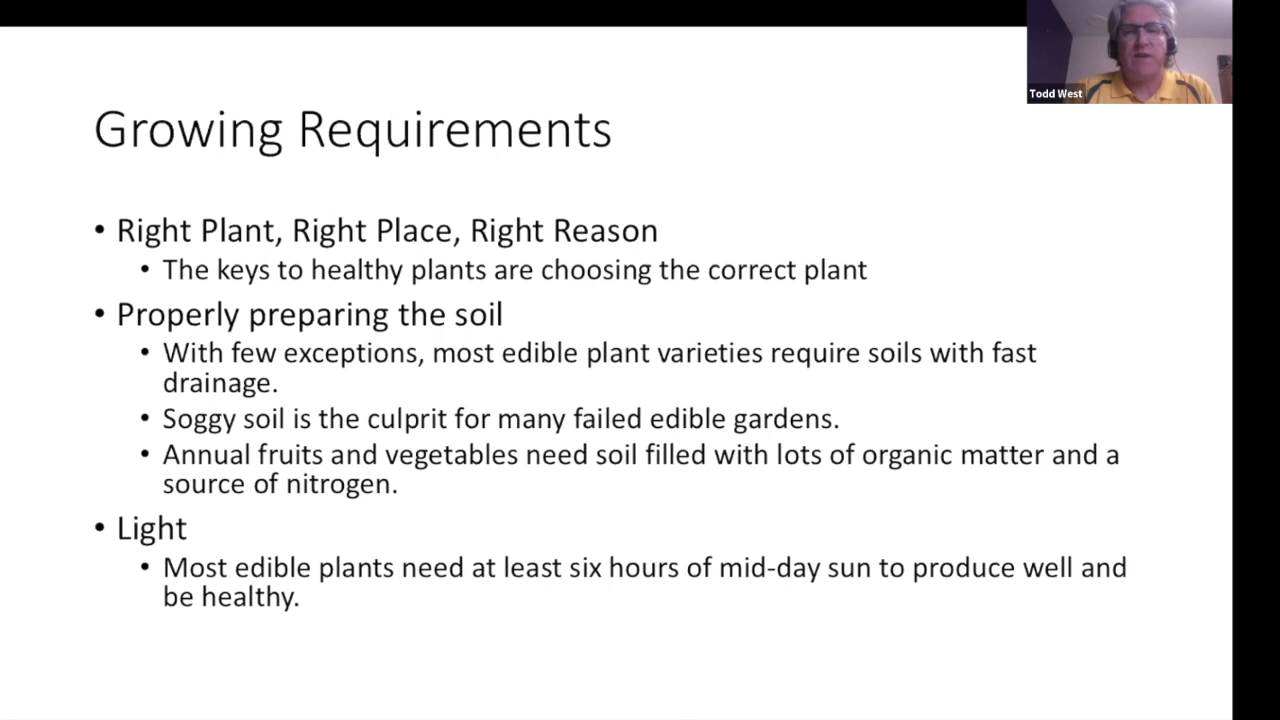 Todd West
Growing Requirements
• Right Plant, Right Place, Right Reason
• The keys to healthy plants are choosing the correct plant
• Properly preparing the soil
• With few exceptions, most edible plant varieties require soils with fast
drainage.
• Soggy soil is the culprit for many failed edible gardens.
• Annual fruits and vegetables need soil filled with lots of organic matter and a
source of nitrogen.
• Light
• Most edible plants need at least six hours of mid-day sun to produce well and
be healthy.